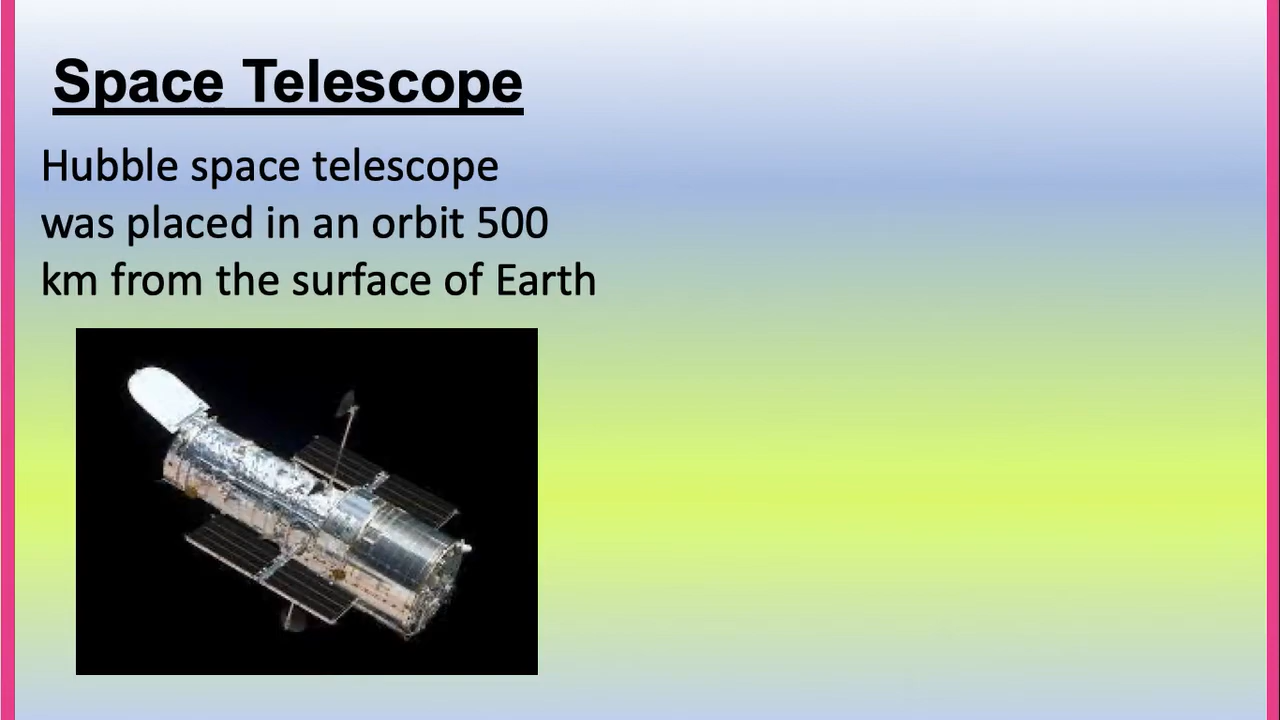 Space Telescope
Hubble space telescope
was placed in an orbit 500
km from the surface of Earth